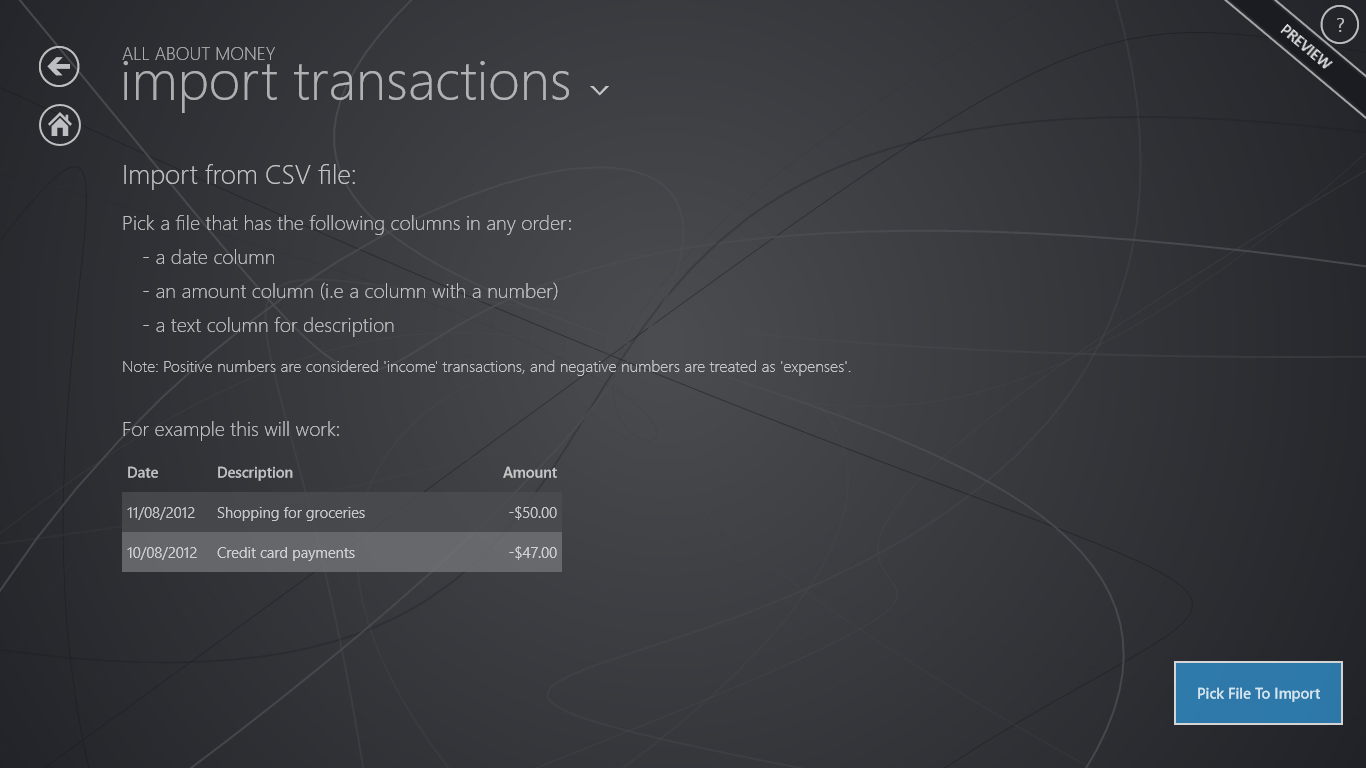 ALL ABOUT MONEY
import transactions
?
PREVIEW
Import from CSV file:
Pick a file that has the following columns in any order:
- a date column
- an amount column (i.e a column with a number)
- a text column for description
Note: Positive numbers are considered 'income' transactions, and negative numbers are treated as 'expenses'.
For example this will work:
Date Description Amount
11/08/2012 Shopping for groceries -$50.00
10/08/2012 Credit card payments -$47.00
Pick File To Import